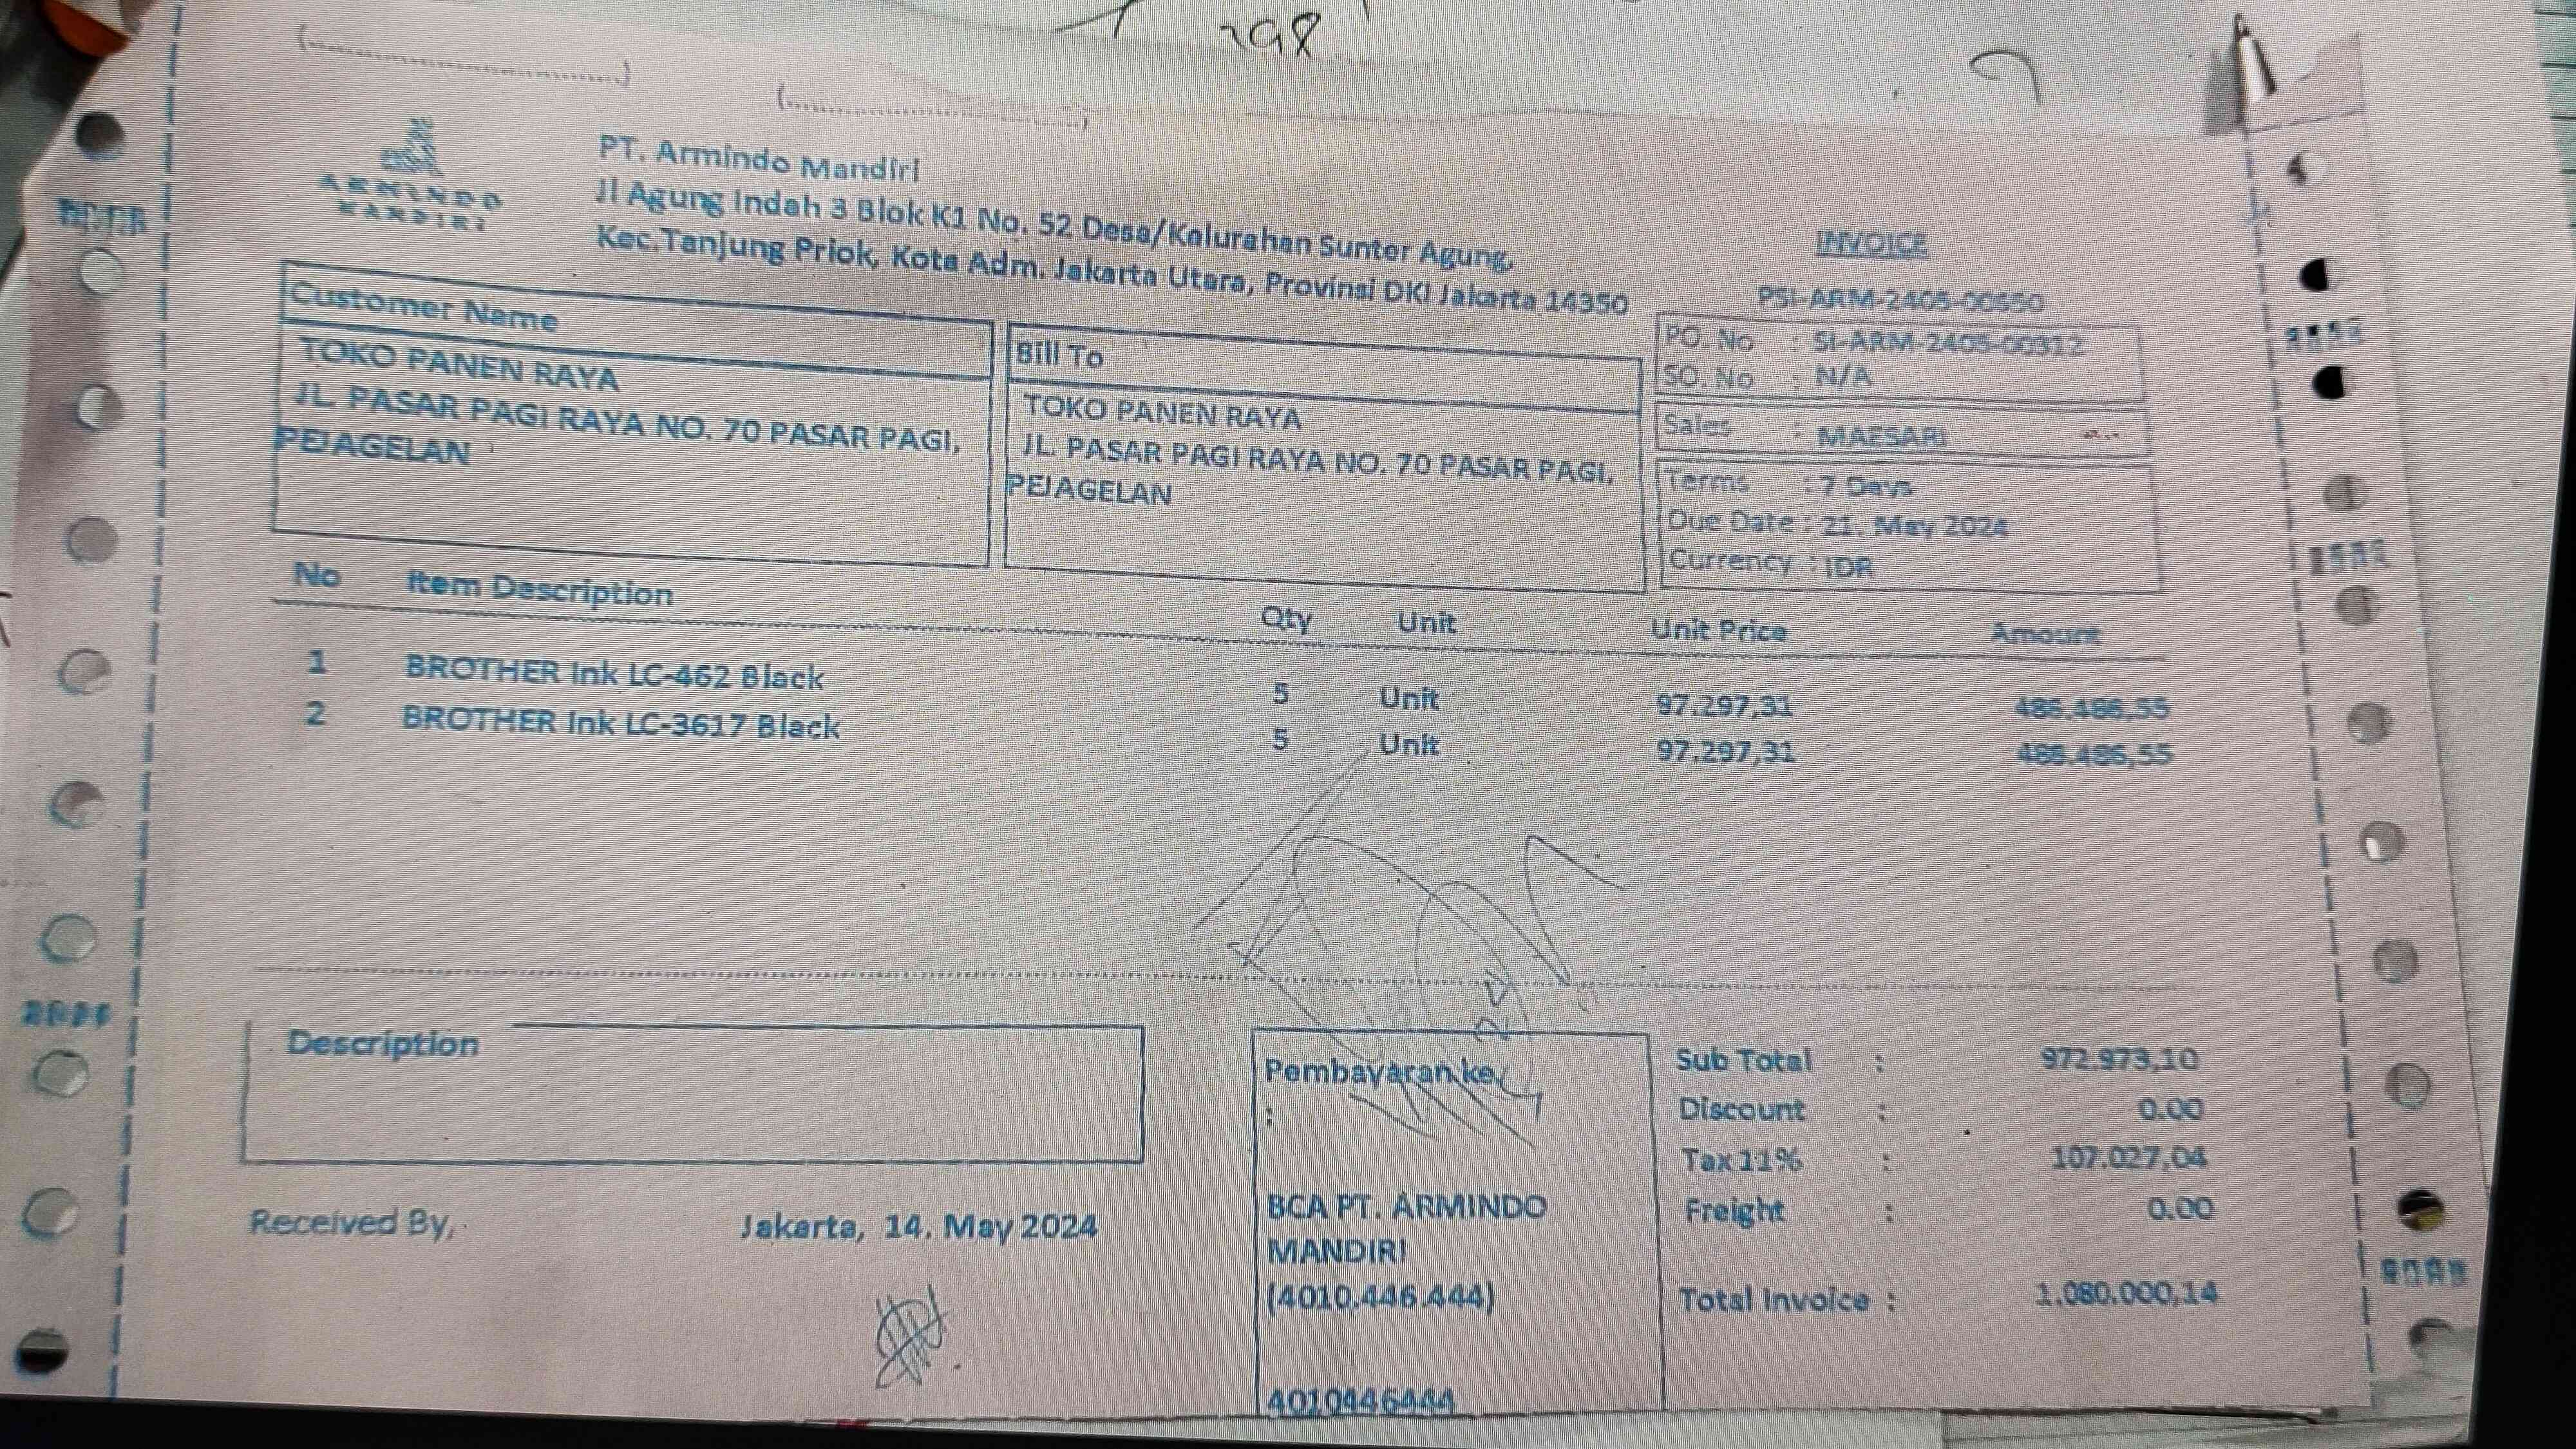 ARMINDO
MANDIRI
PT. Armindo Mandiri
Jl Agung Indah 3 Blok K1 No. 52 Desa/Kelurahan Sunter Agung,
Kec.Tanjung Priok, Kota Adm. Jakarta Utara, Provinsi DKI Jakarta 14350
INVOICE
PSI-ARM-2405-00550
Customer Name
TOKO PANEN RAYA
JL. PASAR PAGI RAYA NO. 70 PASAR PAGI,
PEJAGELAN
Bill To
TOKO PANEN RAYA
JL. PASAR PAGI RAYA NO. 70 PASAR PAGI,
PEJAGELAN
PO. No : SI-ARM-2405-00312
SO. No : N/A
Sales : MAESARI
Terms : 7 Days
Due Date : 21. May 2024
Currency : IDR
No Item Description Qty Unit Unit Price Amount
1 BROTHER Ink LC-462 Black 5 Unit 97.297,31 486.486,55
2 BROTHER Ink LC-3617 Black 5 Unit 97.297,31 486.486,55
Description
Received By,
Jakarta, 14. May 2024
Pembayaran ke
:
BCA PT. ARMINDO
MANDIRI
(4010.446.444)
4010446444
Sub Total : 972.973,10
Discount : 0.00
Tax 11% : 107.027,04
Freight : 0.00
Total Invoice : 1.080.000,14